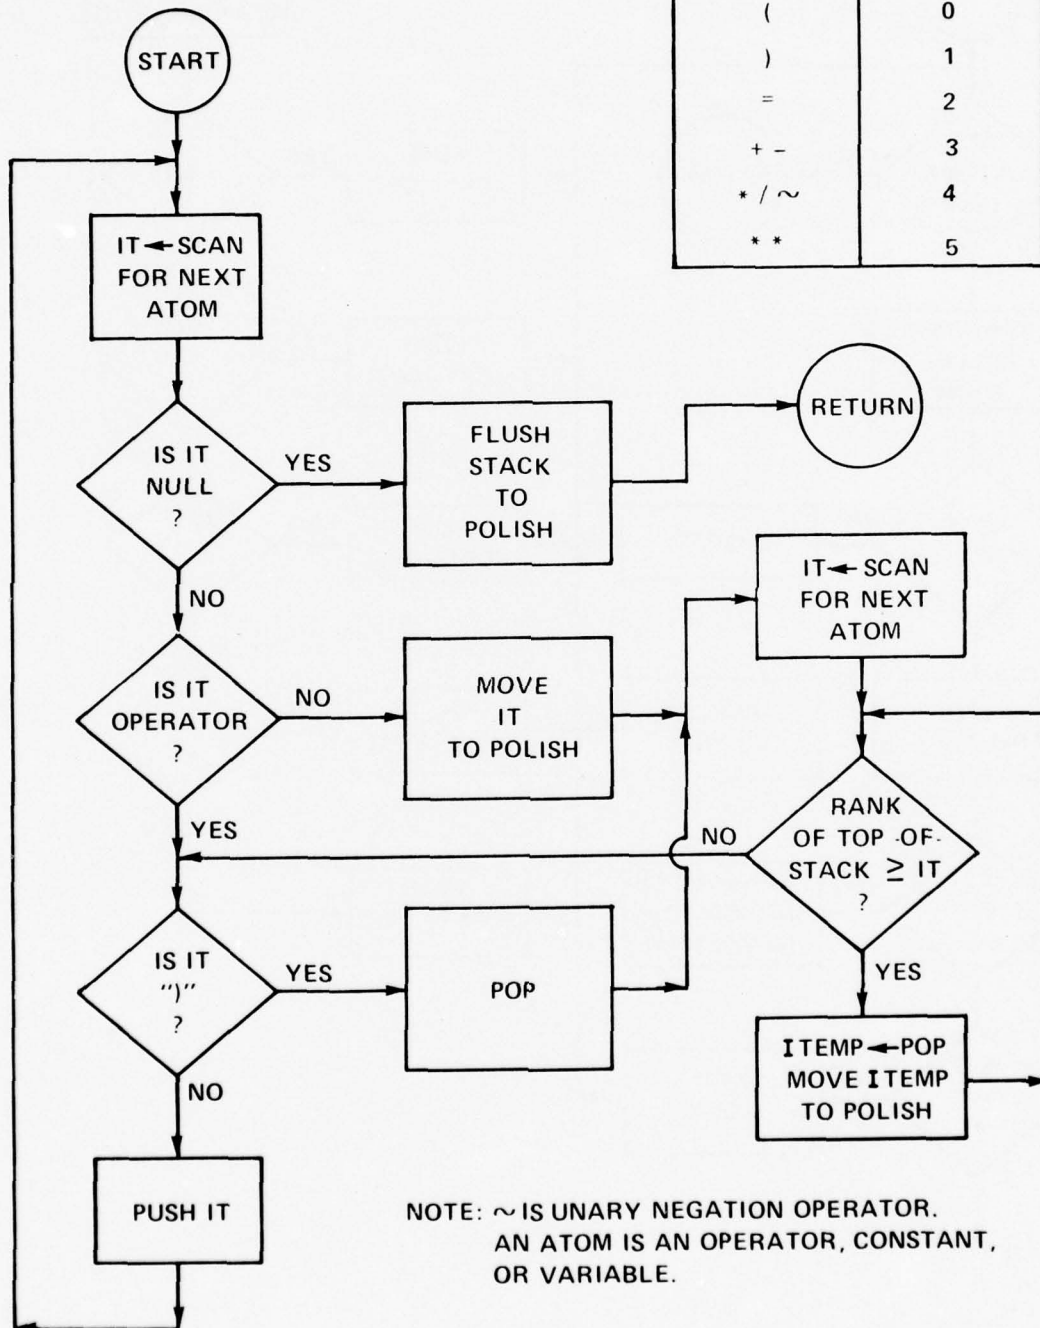 ( 0
) 1
= 2
+ - 3
* / ~ 4
* * 5
START
IT ← SCAN
FOR NEXT
ATOM
IS IT
NULL
?
YES
NO
FLUSH
STACK
TO
POLISH
RETURN
IS IT
OPERATOR
?
NO
YES
MOVE
IT
TO POLISH
IT ← SCAN
FOR NEXT
ATOM
RANK
OF TOP-OF-
STACK ≥ IT
?
NO
YES
IS IT
")"
?
YES
NO
POP
ITEMP ← POP
MOVE ITEMP
TO POLISH
PUSH IT
NOTE: ~ IS UNARY NEGATION OPERATOR.
AN ATOM IS AN OPERATOR, CONSTANT,
OR VARIABLE.